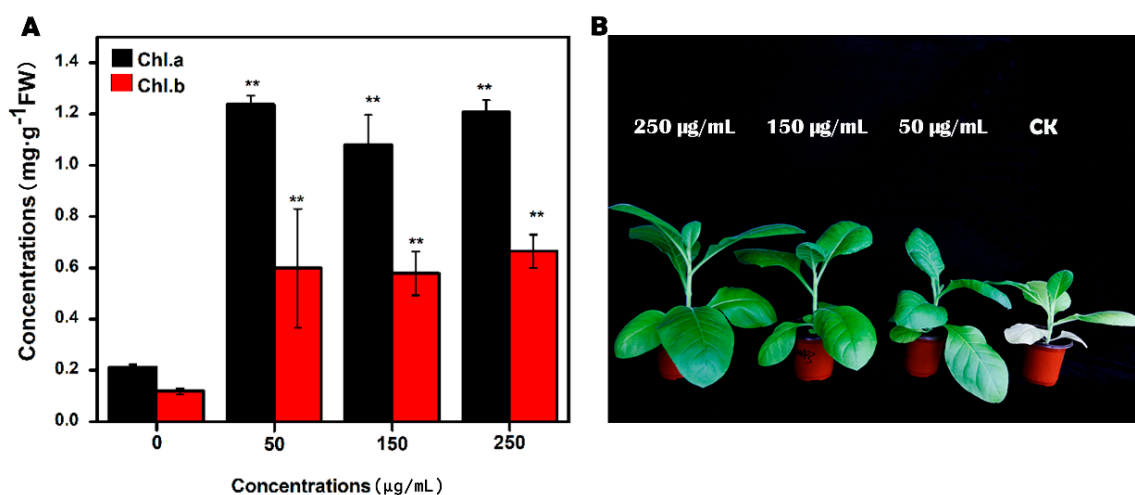 A
Concentrations (mg·g⁻¹FW)
1.4
1.2
1.0
0.8
0.6
0.4
0.2
0.0
Chl.a
Chl.b
**
**
**
**
**
**
0
50
150
250
Concentrations (μg/mL)
B
250 μg/mL 150 μg/mL 50 μg/mL CK